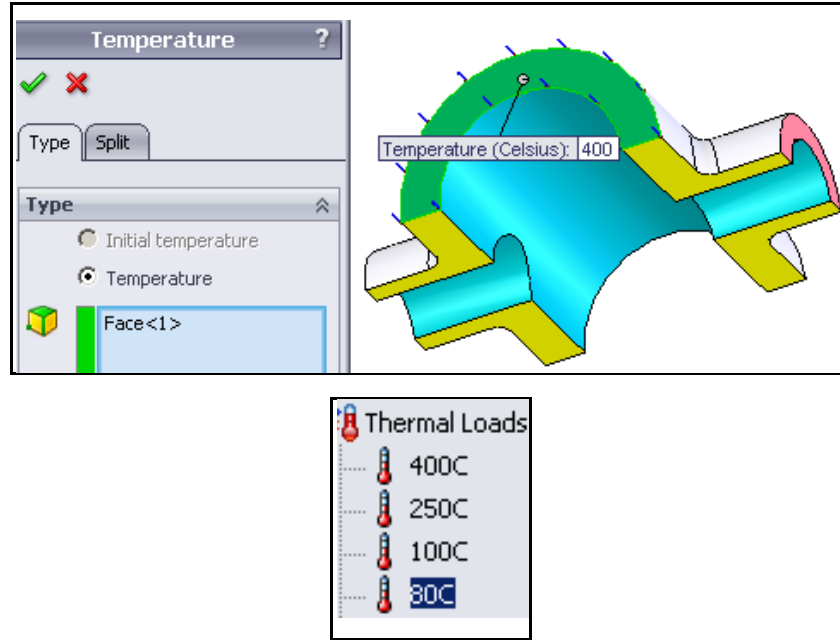 Temperature ?
Type Split
Type
Initial temperature
Temperature
Face<1>
Temperature (Celsius): 400
Thermal Loads
400C
250C
100C
80C